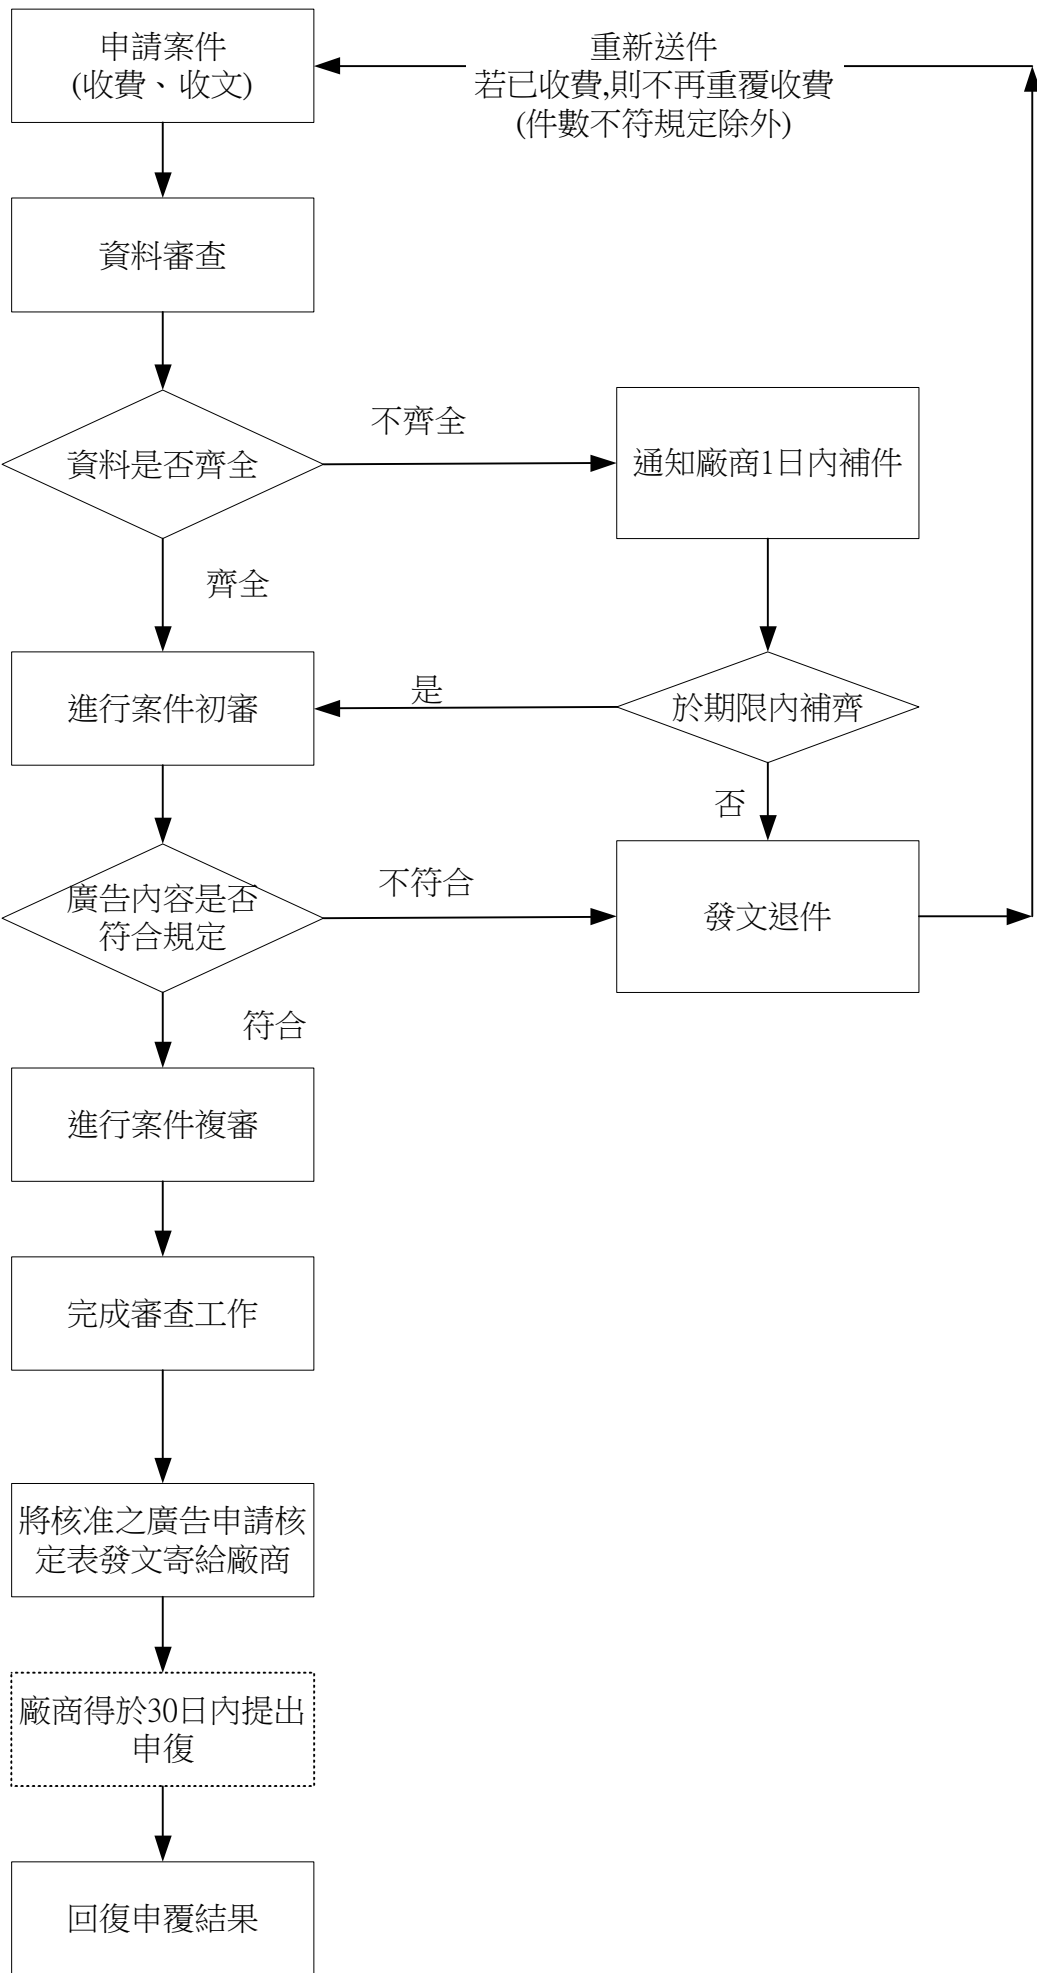 申請案件
(收費、收文)
重新送件
若已收費,則不再重覆收費
(件數不符規定除外)
資料審查
資料是否齊全
不齊全
通知廠商1日內補件
齊全
進行案件初審
是
於期限內補齊
否
廣告內容是否
符合規定
不符合
發文退件
符合
進行案件複審
完成審查工作
將核准之廣告申請核
定表發文寄給廠商
廠商得於30日內提出
申復
回復申覆結果